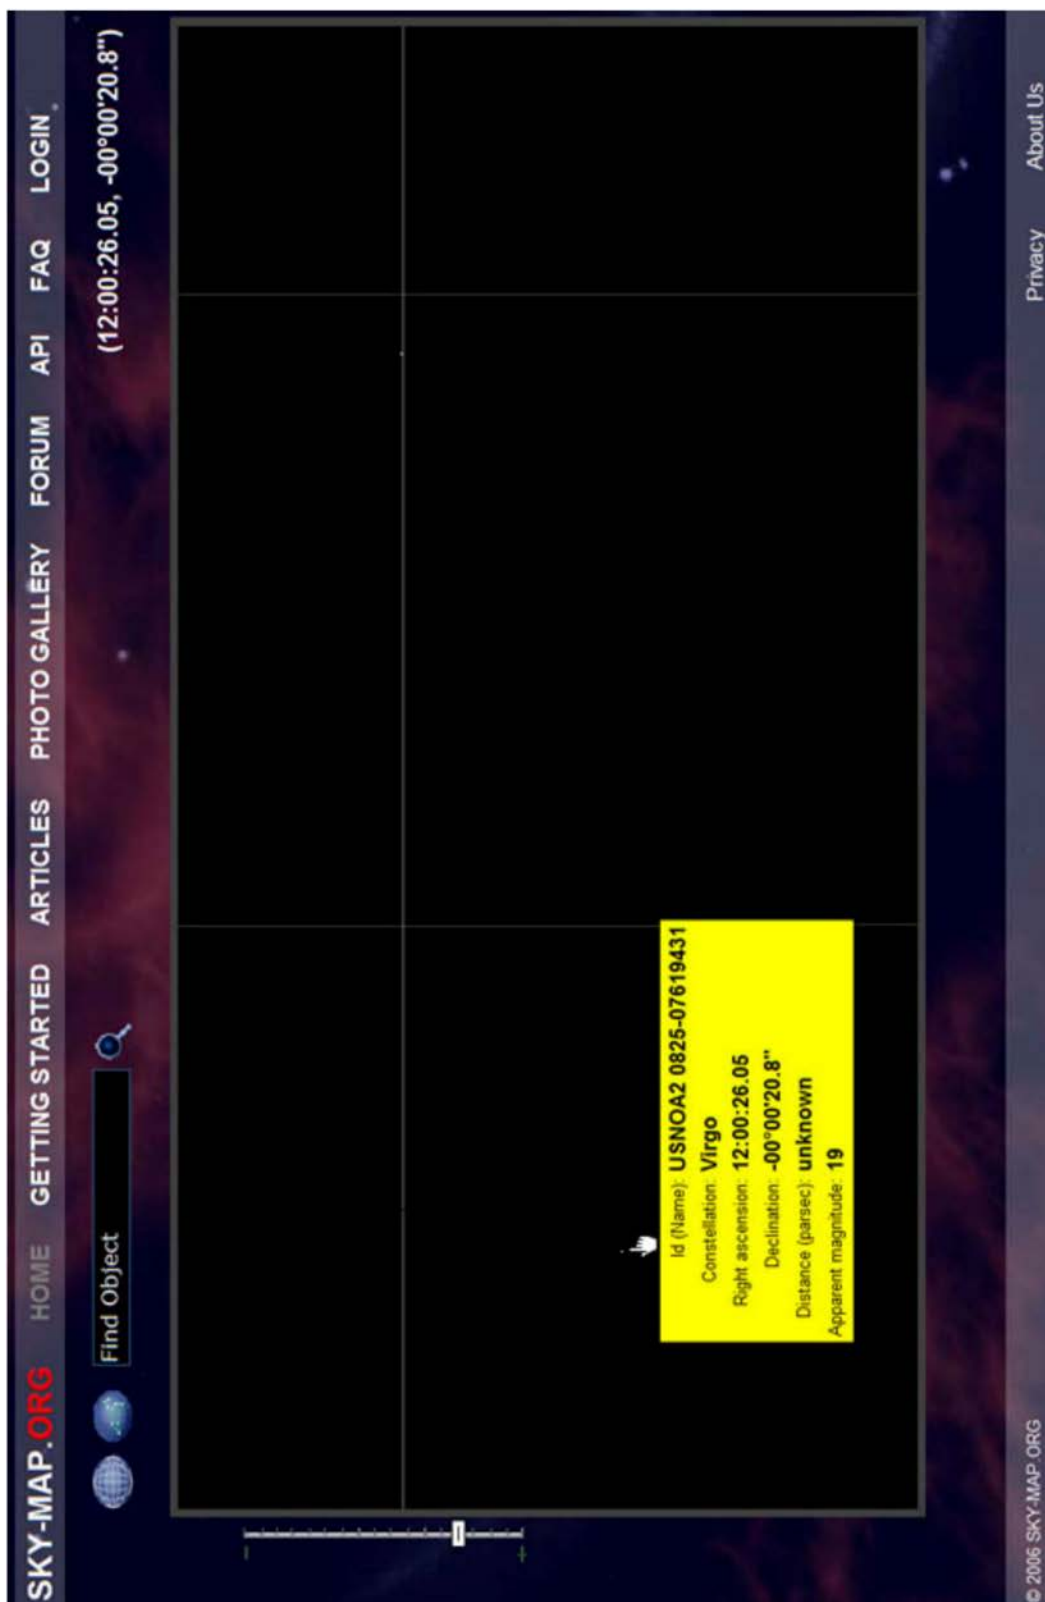 SKY-MAP.ORG HOME GETTING STARTED ARTICLES PHOTO GALLERY FORUM API FAQ LOGIN
Find Object (12:00:26.05, -00°00'20.8")
Id (Name): USNOA2 0825-07619431
Constellation: Virgo
Right ascension: 12:00:26.05
Declination: -00°00'20.8"
Distance (parsec): unknown
Apparent magnitude: 19
© 2006 SKY-MAP.ORG Privacy About Us